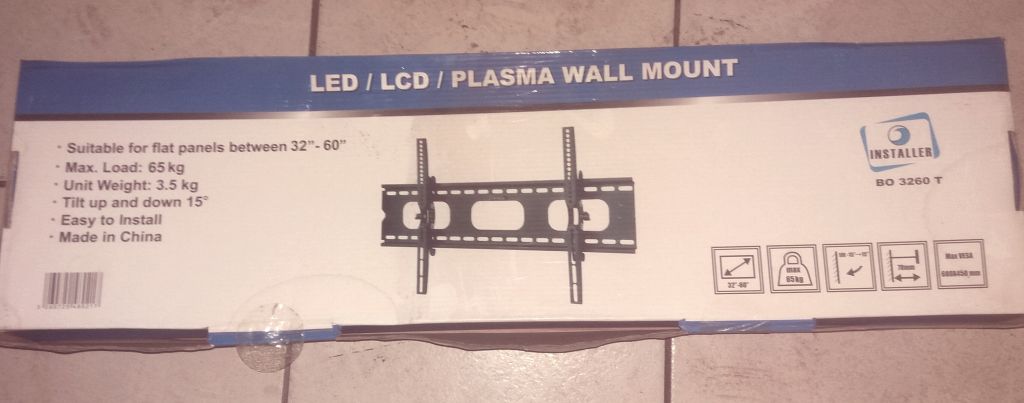 LED / LCD / PLASMA WALL MOUNT
· Suitable for flat panels between 32"- 60"
· Max. Load: 65 kg
· Unit Weight: 3.5 kg
· Tilt up and down 15°
· Easy to Install
· Made in China
INSTALLER
BO 3260 T
32"-60"
max
65kg
70mm
Max VESA